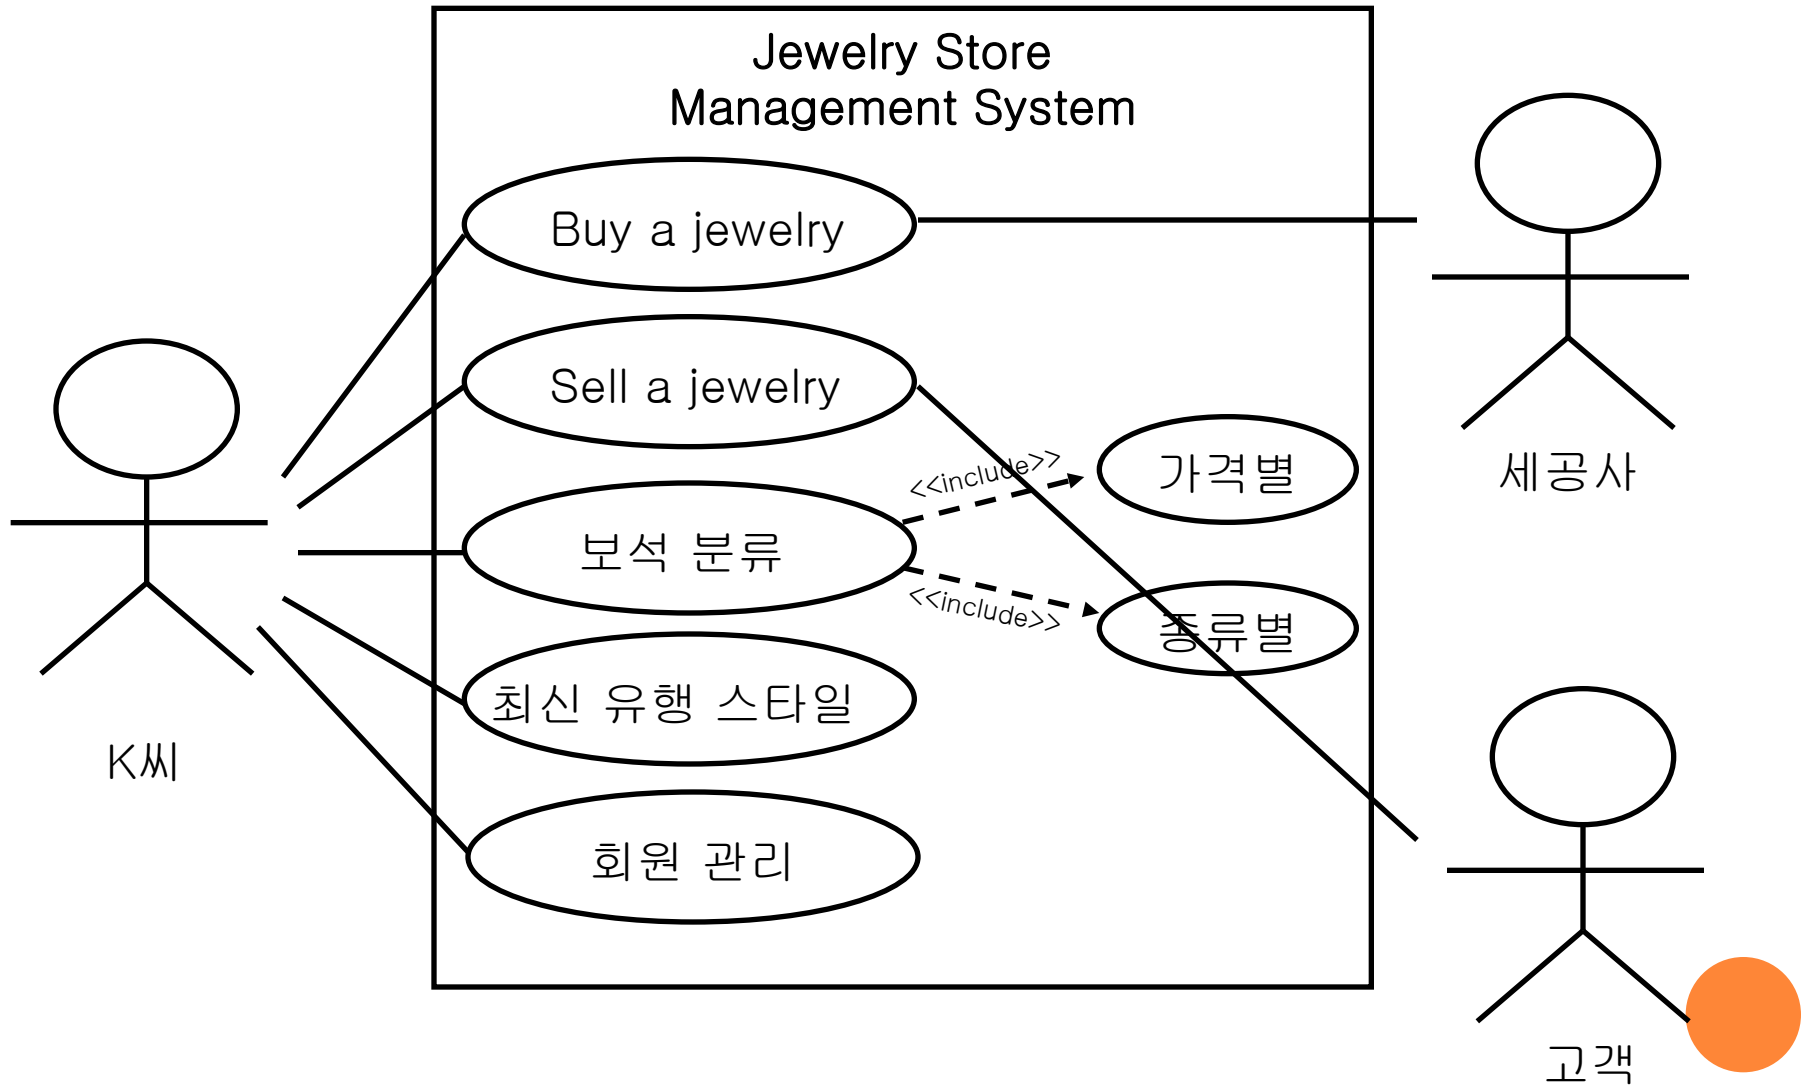 Jewelry Store
Management System
Buy a jewelry
Sell a jewelry
<<include>>
가격별
세공사
보석 분류
<<include>>
종류별
최신 유행 스타일
K씨
회원 관리
고객